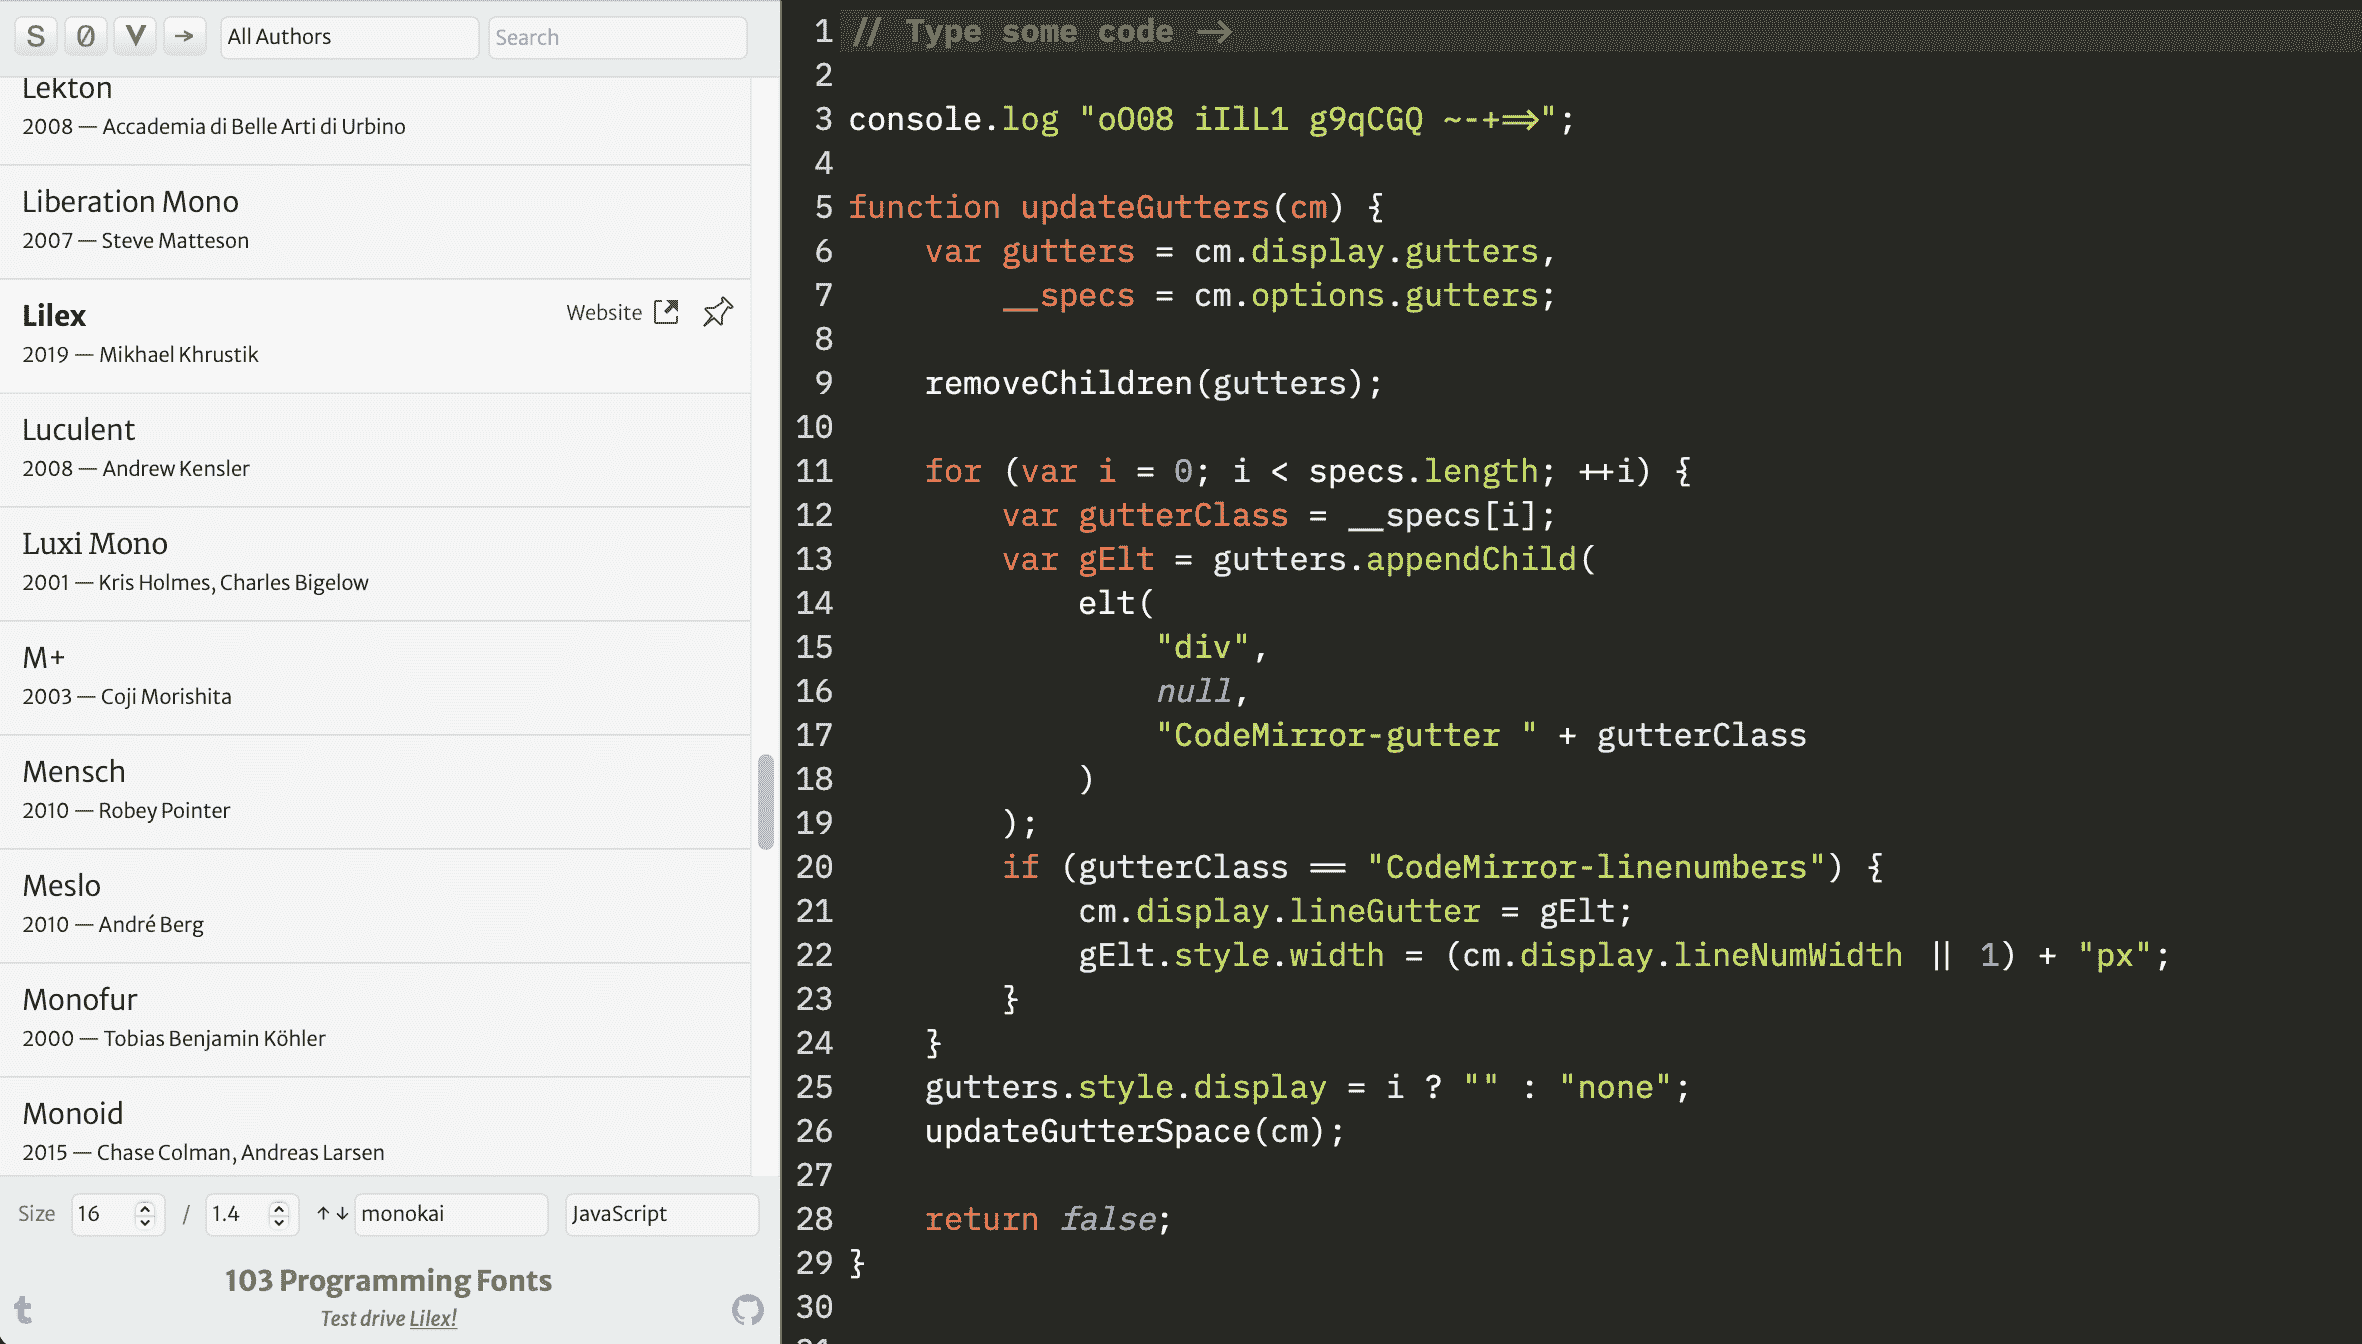 S 0 V →
All Authors
Search
Lekton
2008 — Accademia di Belle Arti di Urbino
Liberation Mono
2007 — Steve Matteson
Lilex
Website
2019 — Mikhael Khrustik
Luculent
2008 — Andrew Kensler
Luxi Mono
2001 — Kris Holmes, Charles Bigelow
M+
2003 — Coji Morishita
Mensch
2010 — Robey Pointer
Meslo
2010 — André Berg
Monofur
2000 — Tobias Benjamin Köhler
Monoid
2015 — Chase Colman, Andreas Larsen
Size 16 / 1.4 ↑↓ monokai JavaScript
103 Programming Fonts
Test drive Lilex!
t
1 // Type some code ->
2
3 console.log "oO08 iIlL1 g9qCGQ ~-+=>";
4
5 function updateGutters(cm) {
6     var gutters = cm.display.gutters,
7         __specs = cm.options.gutters;
8
9     removeChildren(gutters);
10
11     for (var i = 0; i < specs.length; ++i) {
12         var gutterClass = __specs[i];
13         var gElt = gutters.appendChild(
14             elt(
15                 "div",
16                 null,
17                 "CodeMirror-gutter " + gutterClass
18             )
19         );
20         if (gutterClass == "CodeMirror-linenumbers") {
21             cm.display.lineGutter = gElt;
22             gElt.style.width = (cm.display.lineNumWidth || 1) + "px";
23         }
24     }
25     gutters.style.display = i ? "" : "none";
26     updateGutterSpace(cm);
27
28     return false;
29 }
30